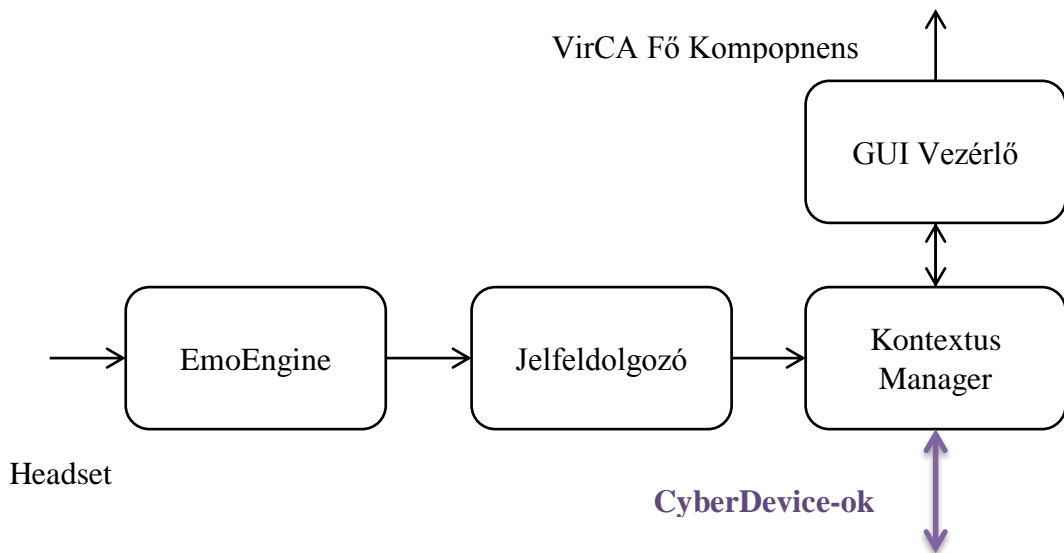 VirCA Fő Kompopnens
GUI Vezérlő
EmoEngine
Jelfeldolgozó
Kontextus
Manager
Headset
CyberDevice-ok